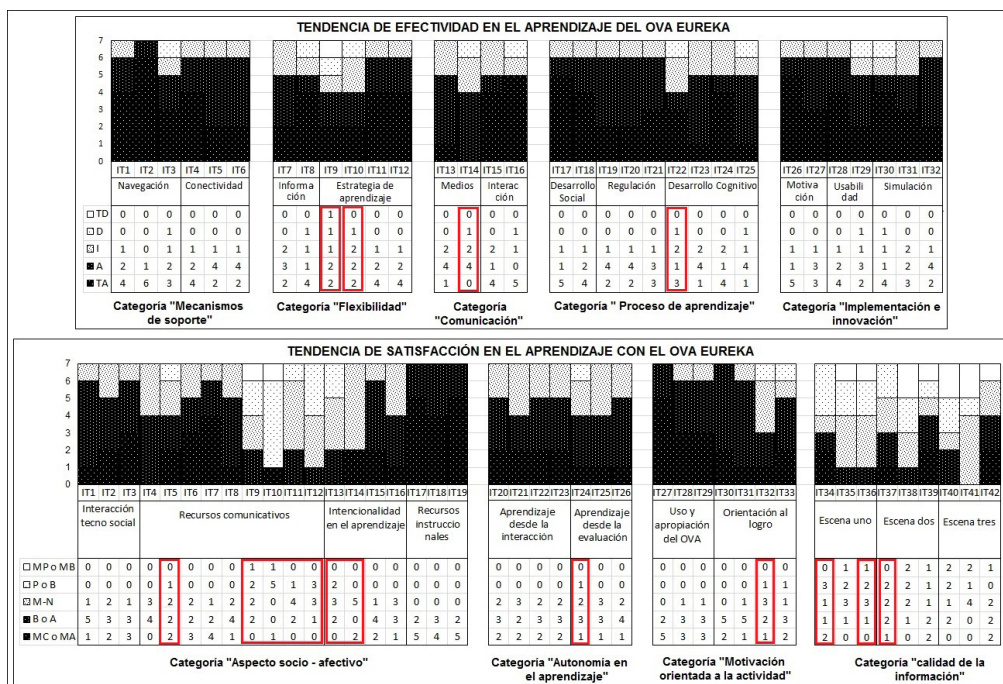 TENDENCIA DE EFECTIVIDAD EN EL APRENDIZAJE DEL OVA EUREKA
7
6
5
4
3
2
1
0
IT1 IT2 IT3 IT4 IT5 IT6 IT7 IT8 IT9 IT10 IT11 IT12 IT13 IT14 IT15 IT16 IT17 IT18 IT19 IT20 IT21 IT22 IT23 IT24 IT25 IT26 IT27 IT28 IT29 IT30 IT31 IT32
Navegación Conectividad Informa Estrategia de Medios Interac Desarrollo Regulación Desarrollo Cognitivo Motiva Usabili Simulación
ción aprendizaje ción Social ción dad
TD 0 0 0 0 0 0 0 0 1 0 0 0 0 0 0 0 0 0 0 0 0 0 0 0 0 0 0 0 0 0 0 0
D 0 0 1 0 0 0 0 1 1 1 0 0 0 1 0 1 0 0 0 0 0 1 0 0 1 0 0 0 1 1 0 0
I 1 0 1 1 1 1 2 1 1 2 1 1 2 2 2 1 1 1 1 1 1 2 2 2 1 1 1 1 1 1 2 1
A 2 1 2 2 4 4 3 1 2 2 2 2 4 4 1 0 1 2 4 4 3 1 4 1 4 1 3 2 3 1 2 4
TA 4 6 3 4 2 2 2 4 2 2 4 4 1 0 4 5 5 4 2 2 3 3 1 4 1 5 3 4 2 4 3 2
Categoría "Mecanismos Categoría "Flexibilidad" Categoría Categoría " Proceso de aprendizaje" Categoría "Implementación e
de soporte" "Comunicación" innovación"
TENDENCIA DE SATISFACCIÓN EN EL APRENDIZAJE CON EL OVA EUREKA
7
6
5
4
3
2
1
0
IT1 IT2 IT3 IT4 IT5 IT6 IT7 IT8 IT9 IT10 IT11 IT12 IT13 IT14 IT15 IT16 IT17 IT18 IT19 IT20 IT21 IT22 IT23 IT24 IT25 IT26 IT27 IT28 IT29 IT30 IT31 IT32 IT33 IT34 IT35 IT36 IT37 IT38 IT39 IT40 IT41 IT42
Interacción Recursos comunicativos Intencionalidad Recursos Aprendizaje Aprendizaje Uso y Orientación al Escena uno Escena dos Escena tres
tecno social en el aprendizaje instruccio desde la desde la apropiación logro
nales interacción evaluación del OVA
MP o MB 0 0 0 0 0 0 0 0 1 1 0 0 0 0 0 0 0 0 0 0 0 0 0 0 0 0 0 0 0 0 0 0 0 0 1 1 0 2 1 2 2 1
P o B 0 0 0 0 1 0 0 0 2 5 1 3 2 0 0 0 0 0 0 0 0 0 0 1 0 0 0 0 0 0 0 1 1 3 2 2 2 2 1 2 1 0
M-N 1 2 1 3 2 2 1 2 2 0 4 3 3 5 1 3 0 0 0 2 3 2 2 2 3 2 0 1 1 0 1 3 1 1 3 3 2 2 1 1 4 2
B o A 5 3 3 4 2 2 2 4 2 0 2 1 2 0 4 3 2 3 2 2 2 3 3 1 3 4 2 3 3 5 5 2 3 1 1 1 2 1 2 2 0 2
MC o MA 1 2 3 0 2 3 4 1 0 1 0 0 0 2 2 1 5 4 5 3 2 2 2 3 1 1 5 3 3 2 1 1 2 2 0 0 1 0 2 0 0 2
Categoría "Aspecto socio - afectivo" Categoría "Autonomía en Categoría "Motivación Categoría "calidad de la
el aprendizaje" orientada a la actividad" información"